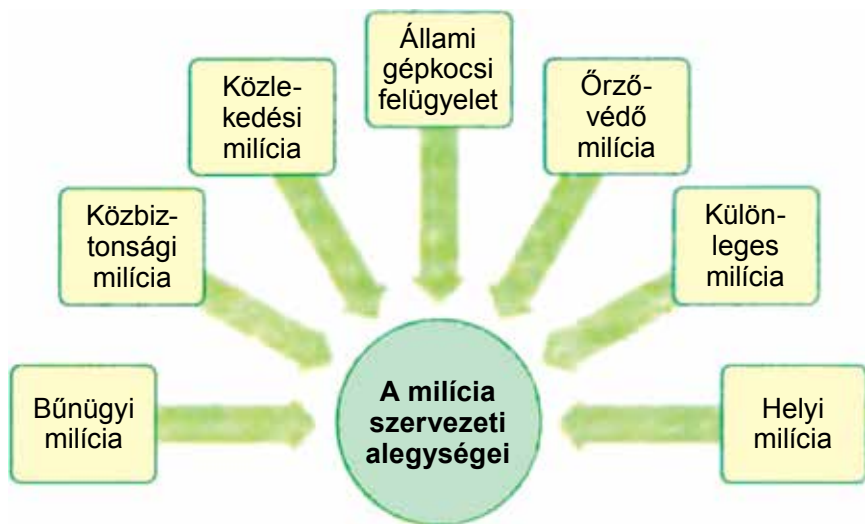 Állami
gépkocsi
felügyelet
Közle-
kedési
milícia
Őrző-
védő
milícia
Közbiz-
tonsági
milícia
Külön-
leges
milícia
Bűnügyi
milícia
A milícia
szervezeti
alegységei
Helyi
milícia